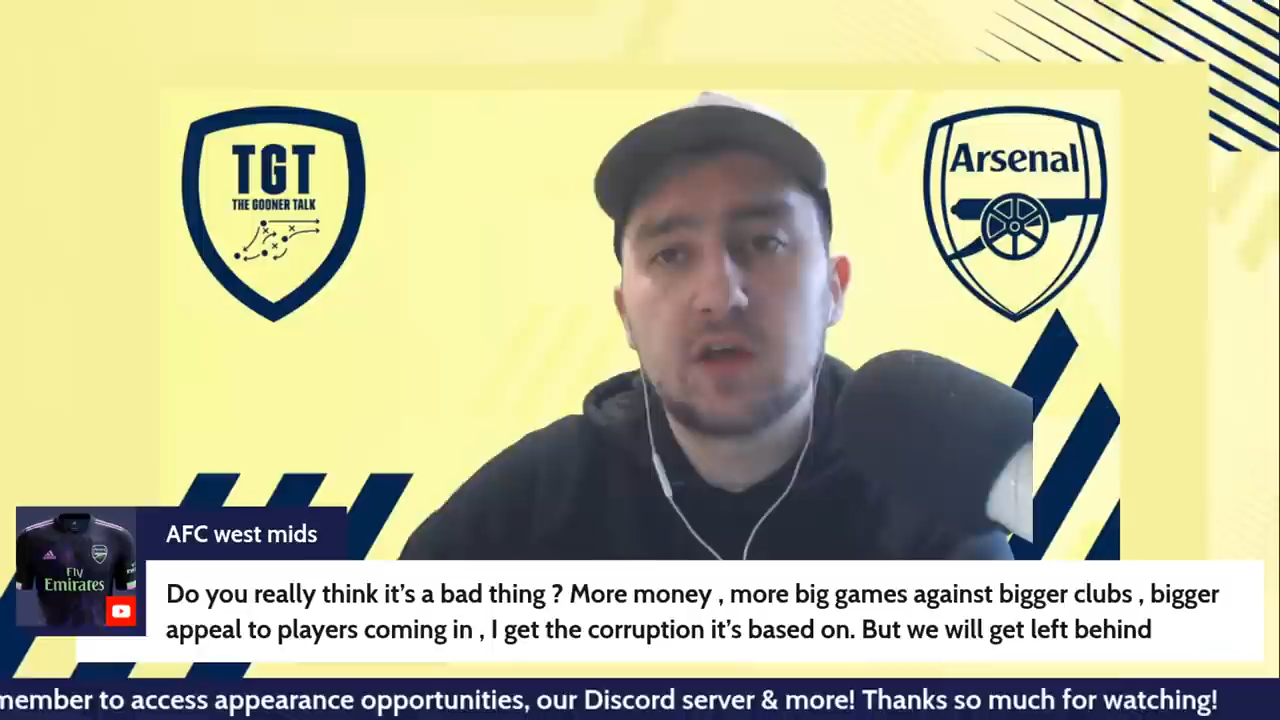 TGT
THE GOONER TALK
Arsenal
AFC west mids
Fly
Emirates
Do you really think it's a bad thing ? More money , more big games against bigger clubs , bigger
appeal to players coming in , I get the corruption it's based on. But we will get left behind
member to access appearance opportunities, our Discord server & more! Thanks so much for watching!